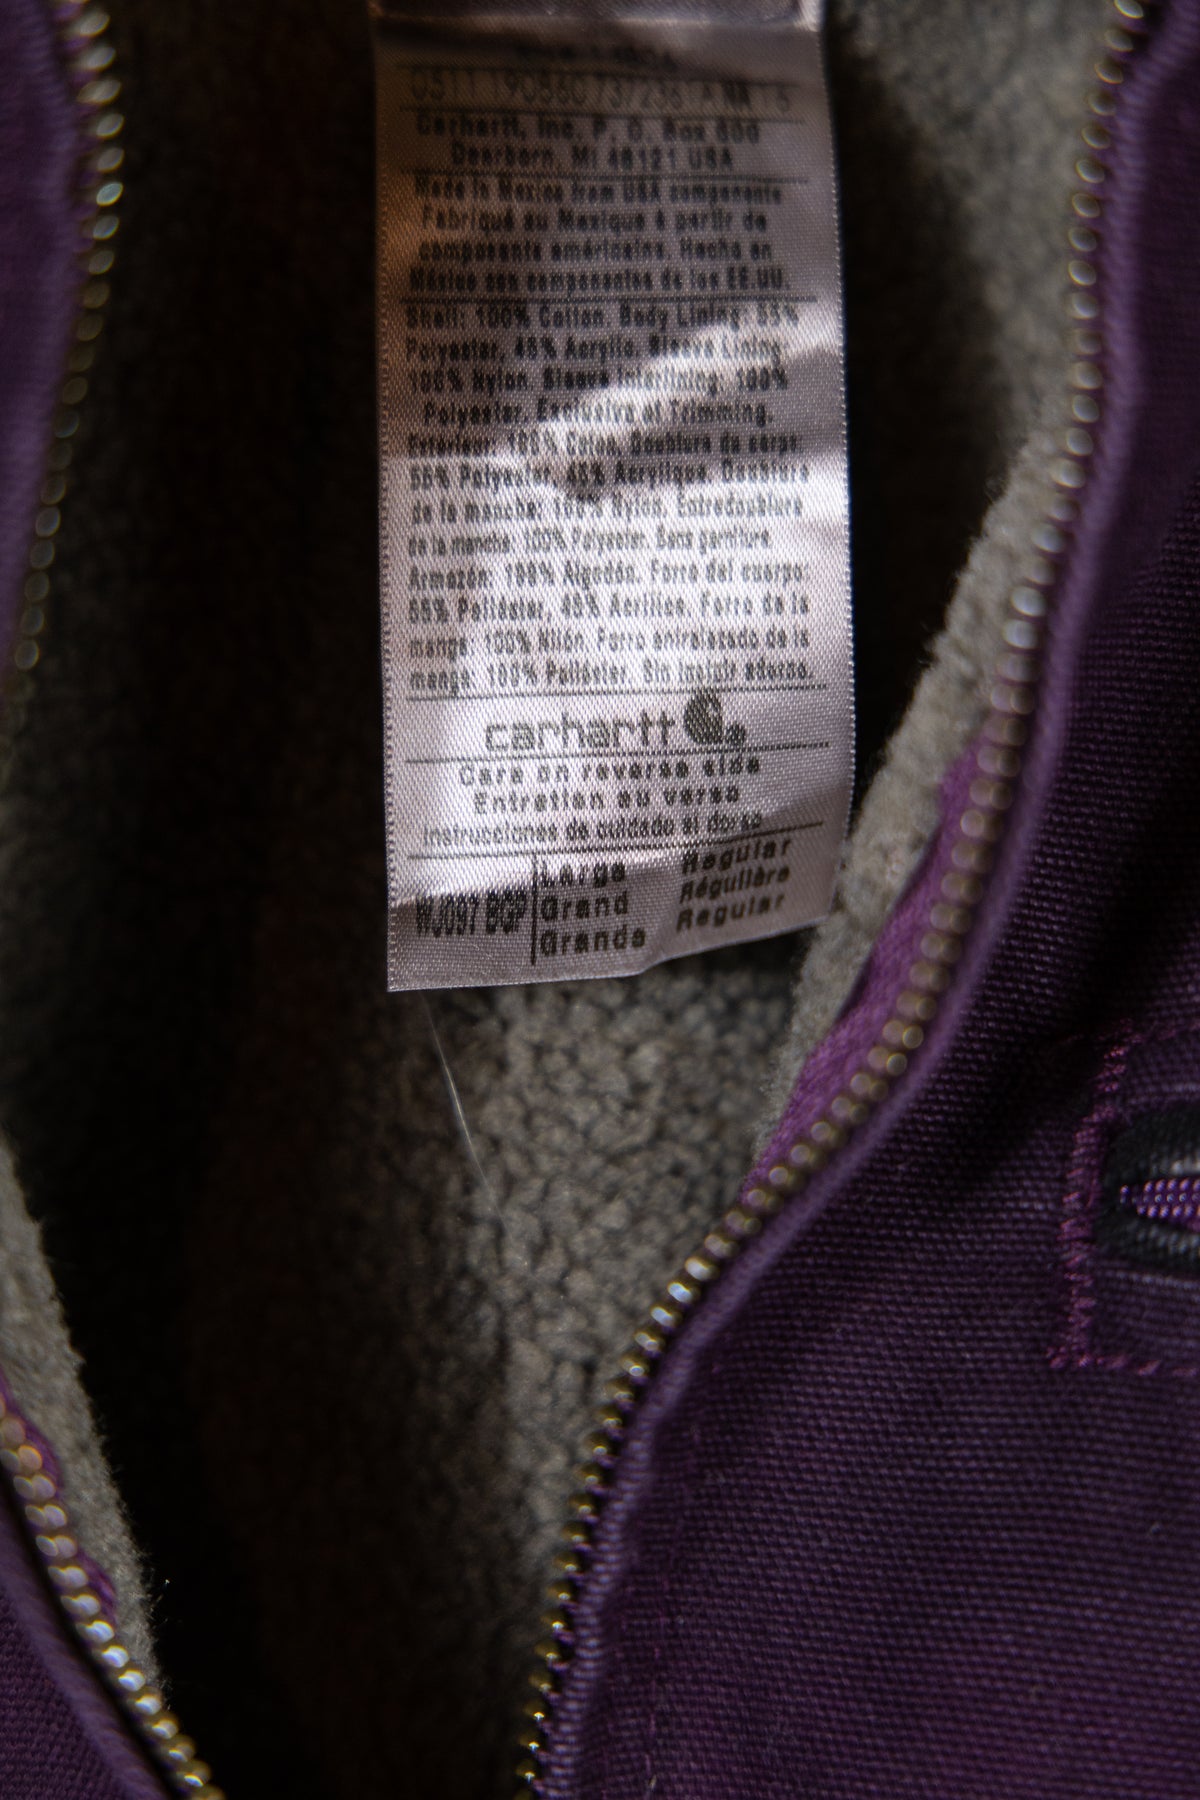 Carhartt, Inc. P. O. Box 600
Dearborn, MI 48121 USA
Made in Mexico from USA components
Fabriqué au Mexique à partir de
composants américains. Hecho en
México con componentes de los EE.UU.
Shell: 100% Cotton. Body Lining: 55%
Polyester, 45% Acrylic. Sleeve Lining
100% Nylon. Sleeve Interlining: 100%
Polyester. Exclusive of Trimming.
Extérieur: 100% Coton. Doublure du corps:
55% Polyester, 45% Acrylique. Doublure
de la manche: 100% Nylon. Entredoublure
de la manche: 100% Polyester. Sans garniture.
Armazón: 100% Algodón. Forro del cuerpo
55% Poliéster, 45% Acrílico. Forro de la
manga: 100% Nilón. Forro entrelazado de la
manga: 100% Poliéster. Sin incluir adorno.
carhartt
Care on reverse side
Entretien au verso
Instrucciones de cuidado al dorso
WJ097 BGP
Large Regular
Grand Régulière
Grande Regular